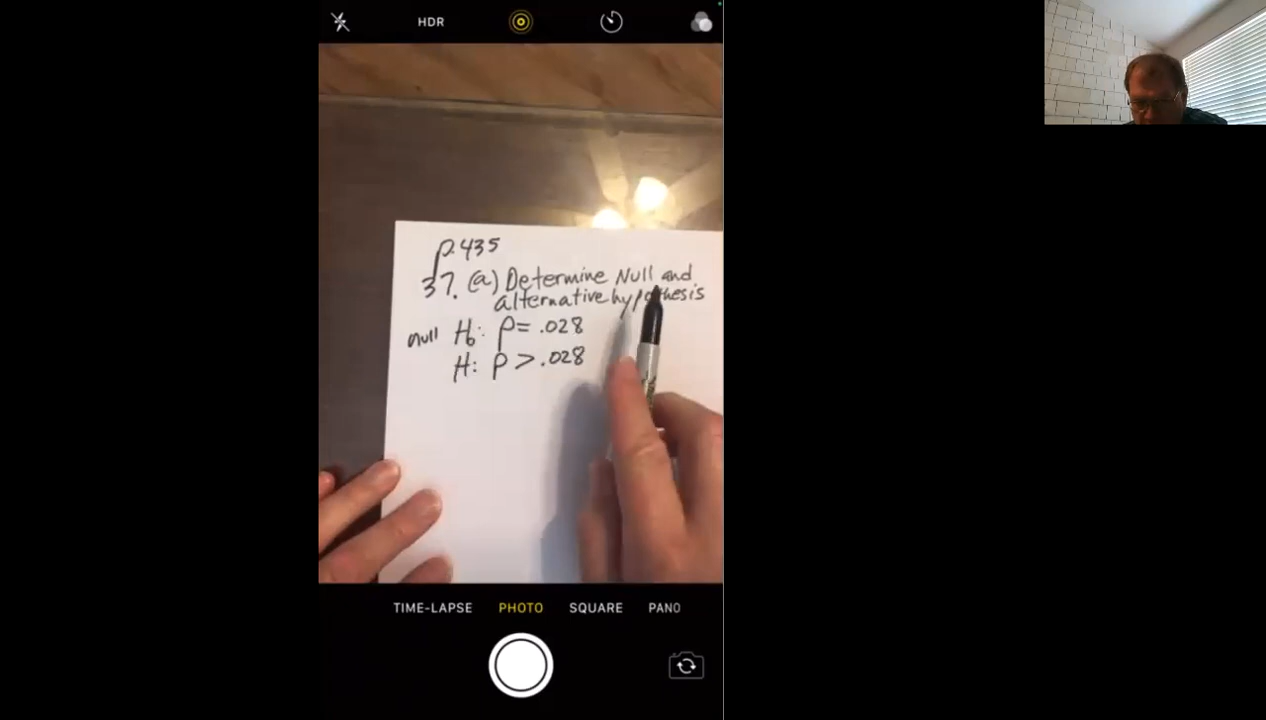 HDR
p.435
37. (a) Determine Null and
alternative hypothesis
null H₀: p = .028
H: p > .028
TIME-LAPSE PHOTO SQUARE PANO